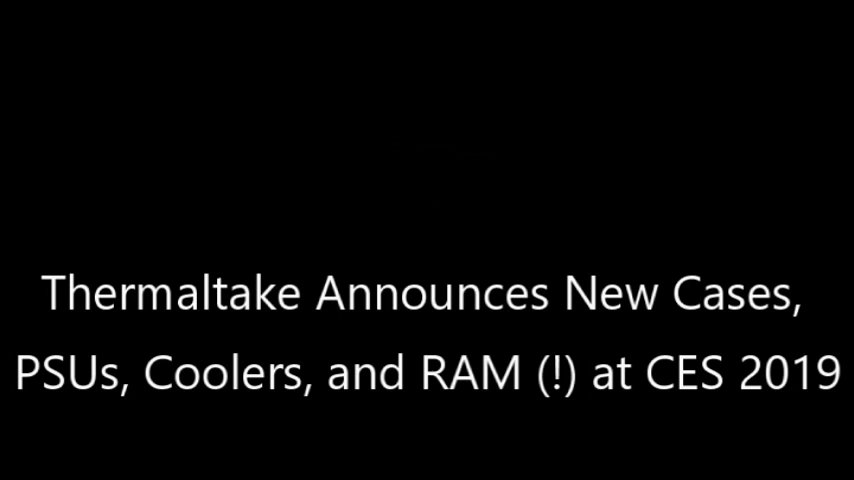 Thermaltake Announces New Cases,
PSUs, Coolers, and RAM (!) at CES 2019